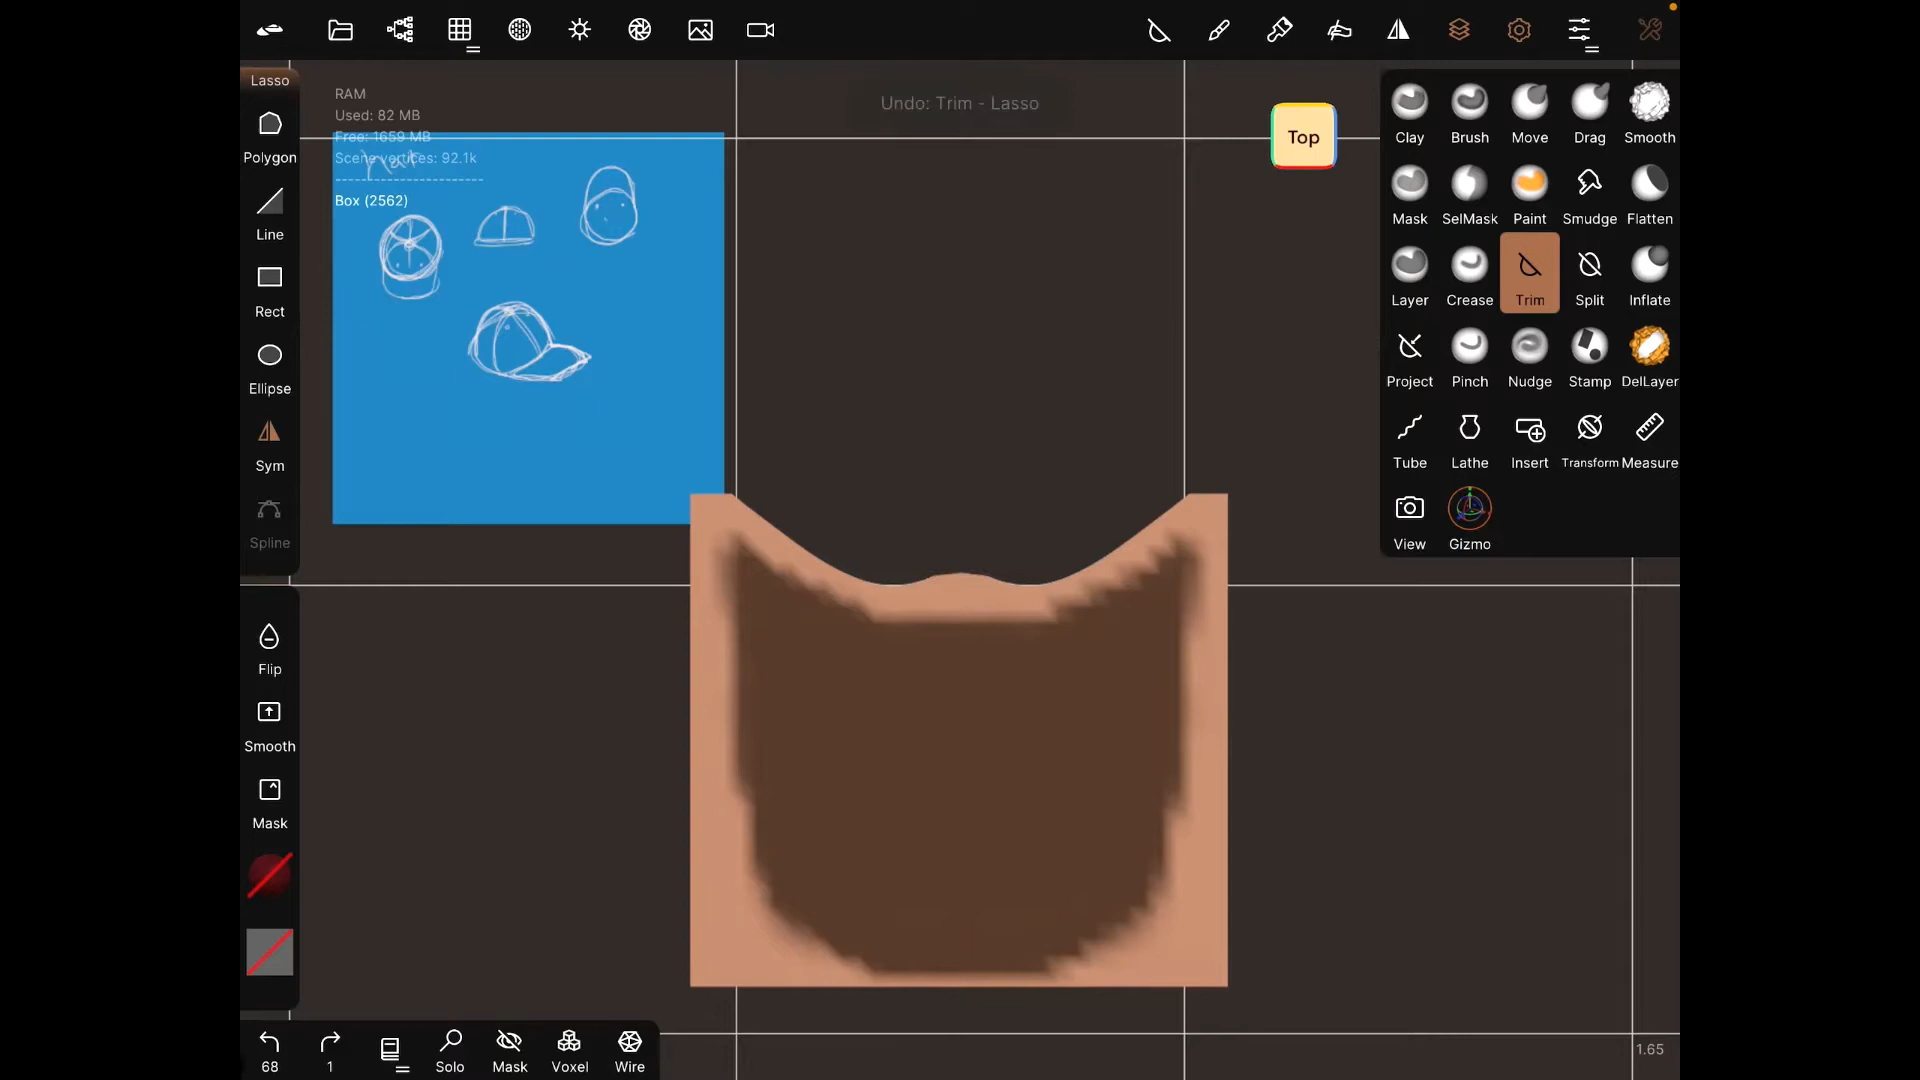 Lasso
Polygon
Line
Rect
Ellipse
Sym
Spline
Flip
Smooth
Mask
RAM
Used: 82 MB
Free: 1659 MB
Scene vertices: 92.1k
Box (2562)
Undo: Trim - Lasso
Top
Clay Brush Move Drag Smooth
Mask SelMask Paint Smudge Flatten
Layer Crease Trim Split Inflate
Project Pinch Nudge Stamp DelLayer
Tube Lathe Insert Transform Measure
View Gizmo
68 1 Solo Mask Voxel Wire
1.65